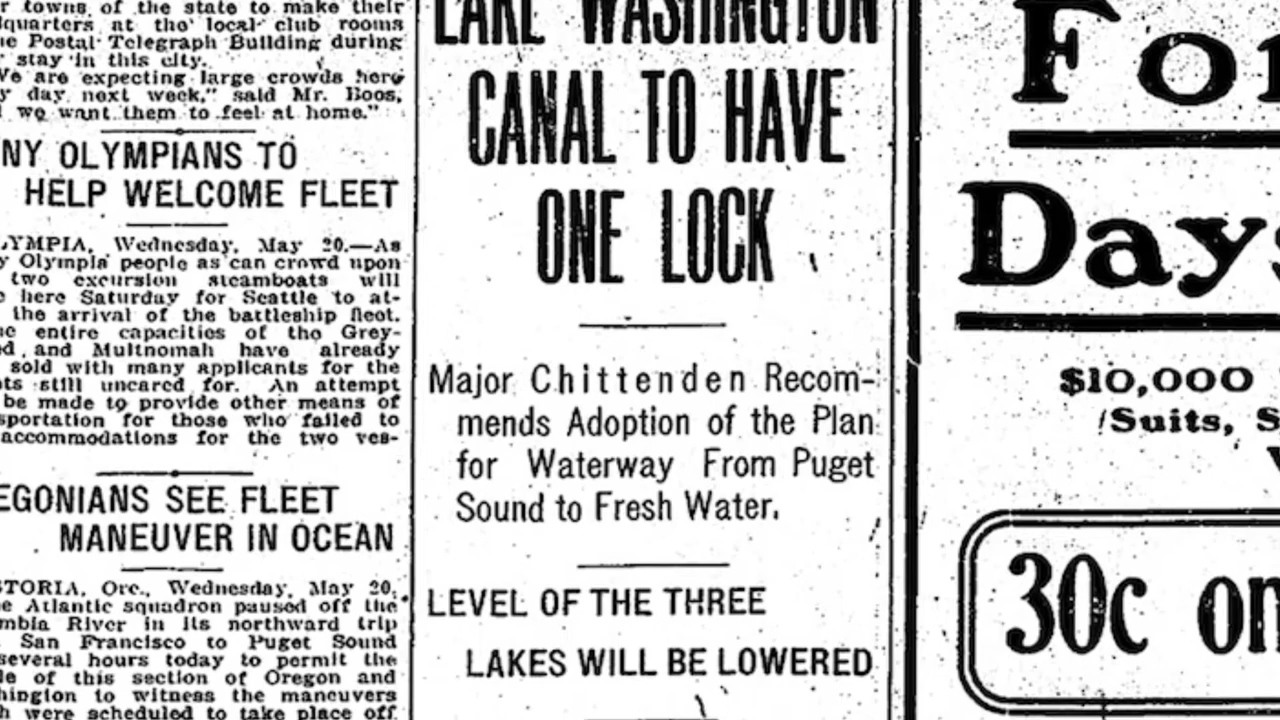 r towns of the state to make their
quarters at the local club rooms
e Postal Telegraph Building during
stay in this city.
We are expecting large crowds here
y day next week," said Mr. Boos,
we want them to feel at home."
NY OLYMPIANS TO
HELP WELCOME FLEET
YMPIA, Wednesday, May 20.—As
y Olympia people as can crowd upon
two excursion steamboats will
e here Saturday for Seattle to at-
the arrival of the battleship fleet.
e entire capacities of the Grey-
d and Multnomah have already
sold with many applicants for the
ts still uncared for. An attempt
be made to provide other means of
sportation for those who failed to
accommodations for the two ves-
EGONIANS SEE FLEET
MANEUVER IN OCEAN
STORIA, Ore., Wednesday, May 20.
e Atlantic squadron paused off the
mbia River in its northward trip
San Francisco to Puget Sound
several hours today to permit the
le of this section of Oregon and
hington to witness the maneuvers
h were scheduled to take place off
LAKE WASHINGTON
CANAL TO HAVE
ONE LOCK
Major Chittenden Recom-
mends Adoption of the Plan
for Waterway From Puget
Sound to Fresh Water.
LEVEL OF THE THREE
LAKES WILL BE LOWERED
For
Days
$10,000
Suits, S
30c on